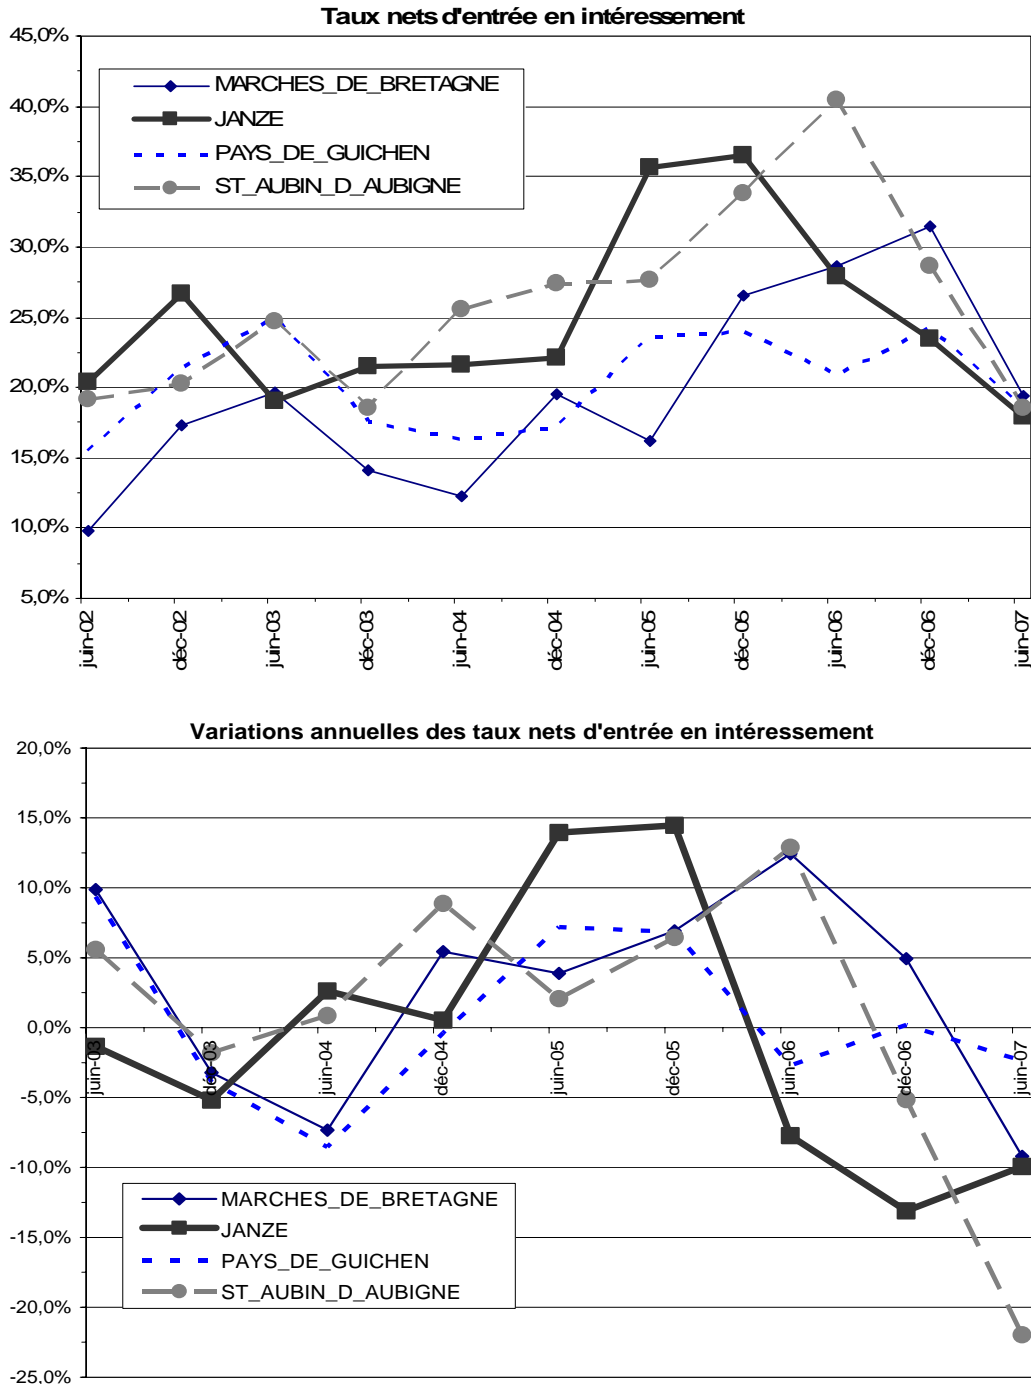 Taux nets d'entrée en intéressement
45,0%
40,0%
35,0%
30,0%
25,0%
20,0%
15,0%
10,0%
5,0%
MARCHES_DE_BRETAGNE
JANZE
PAYS_DE_GUICHEN
ST_AUBIN_D_AUBIGNE
juin-02
déc-02
juin-03
déc-03
juin-04
déc-04
juin-05
déc-05
juin-06
déc-06
juin-07
Variations annuelles des taux nets d'entrée en intéressement
20,0%
15,0%
10,0%
5,0%
0,0%
-5,0%
-10,0%
-15,0%
-20,0%
-25,0%
juin-03
déc-03
juin-04
déc-04
juin-05
déc-05
juin-06
déc-06
juin-07
MARCHES_DE_BRETAGNE
JANZE
PAYS_DE_GUICHEN
ST_AUBIN_D_AUBIGNE